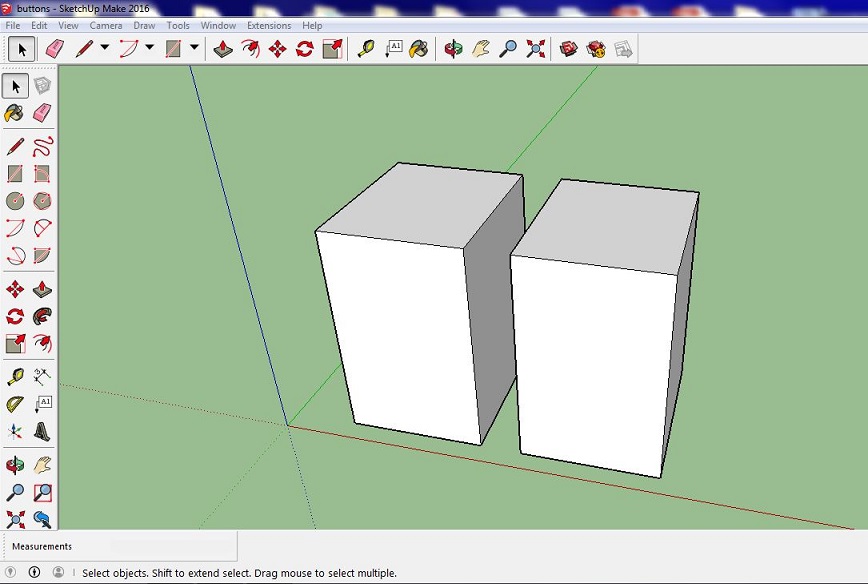 buttons - SketchUp Make 2016
File Edit View Camera Draw Tools Window Extensions Help
A1
A1
Measurements
Select objects. Shift to extend select. Drag mouse to select multiple.